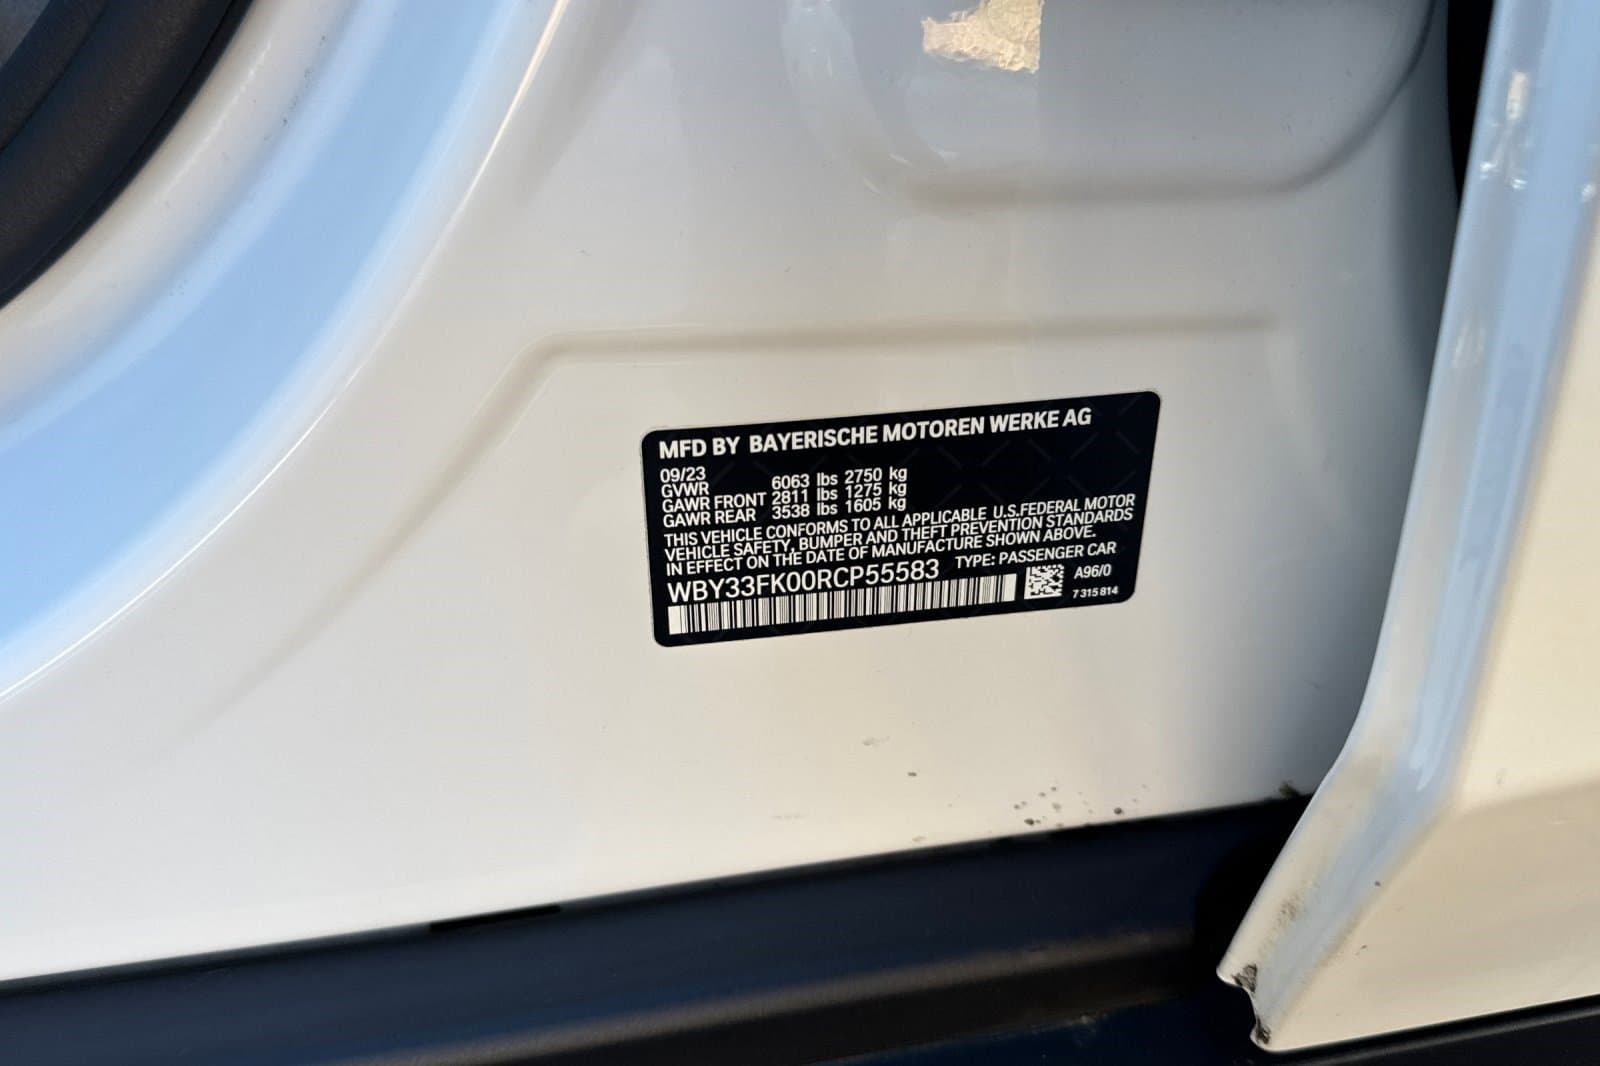 MFD BY BAYERISCHE MOTOREN WERKE AG
09/23
GVWR 6063 lbs 2750 kg
GAWR FRONT 2811 lbs 1275 kg
GAWR REAR 3538 lbs 1605 kg
THIS VEHICLE CONFORMS TO ALL APPLICABLE U.S.FEDERAL MOTOR
VEHICLE SAFETY, BUMPER AND THEFT PREVENTION STANDARDS
IN EFFECT ON THE DATE OF MANUFACTURE SHOWN ABOVE.
WBY33FK00RCP55583 TYPE: PASSENGER CAR
A96/0
7 315 814